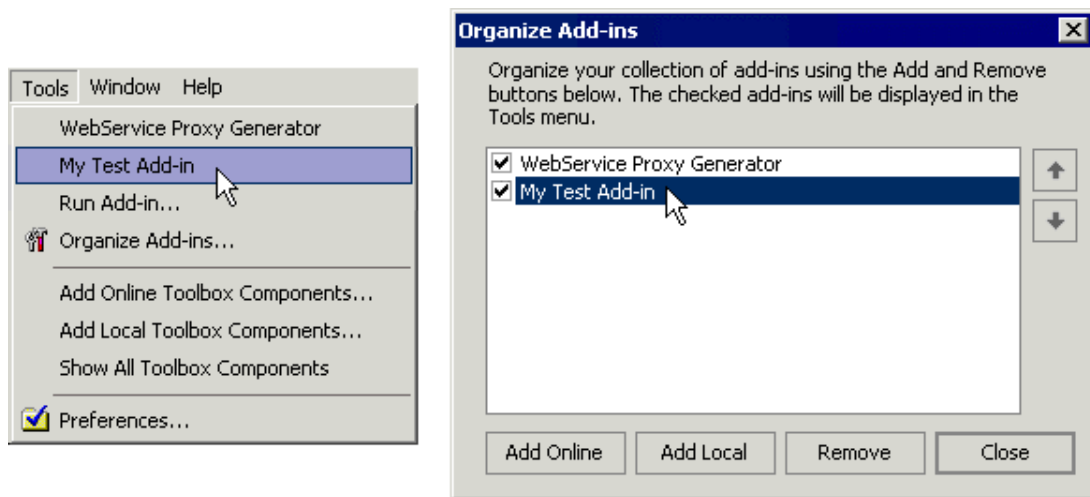 Tools Window Help
WebService Proxy Generator
My Test Add-in
Run Add-in...
Organize Add-ins...
Add Online Toolbox Components...
Add Local Toolbox Components...
Show All Toolbox Components
Preferences...
Organize Add-ins
Organize your collection of add-ins using the Add and Remove
buttons below. The checked add-ins will be displayed in the
Tools menu.
WebService Proxy Generator
My Test Add-in
Add Online Add Local Remove Close